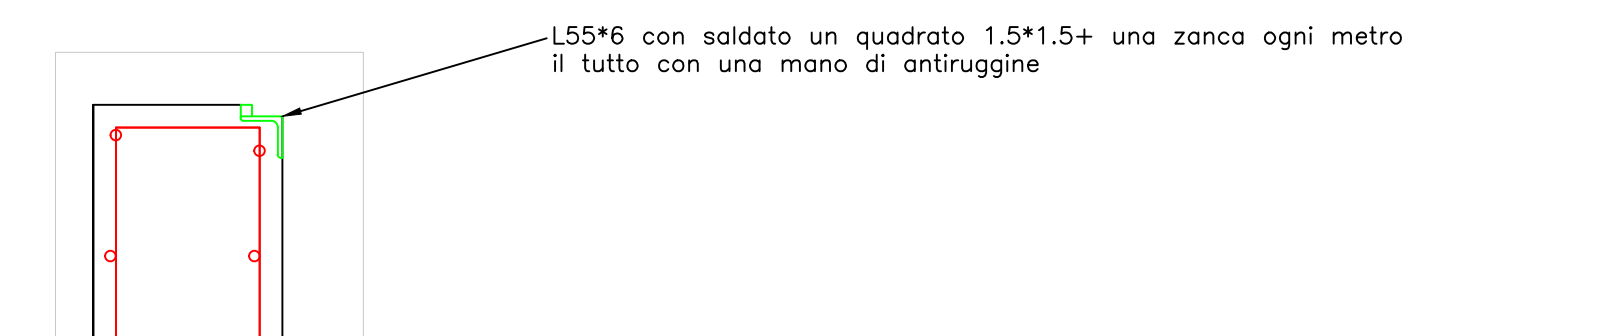 L55*6 con saldato un quadrato 1.5*1.5+ una zanca ogni metro
il tutto con una mano di antiruggine